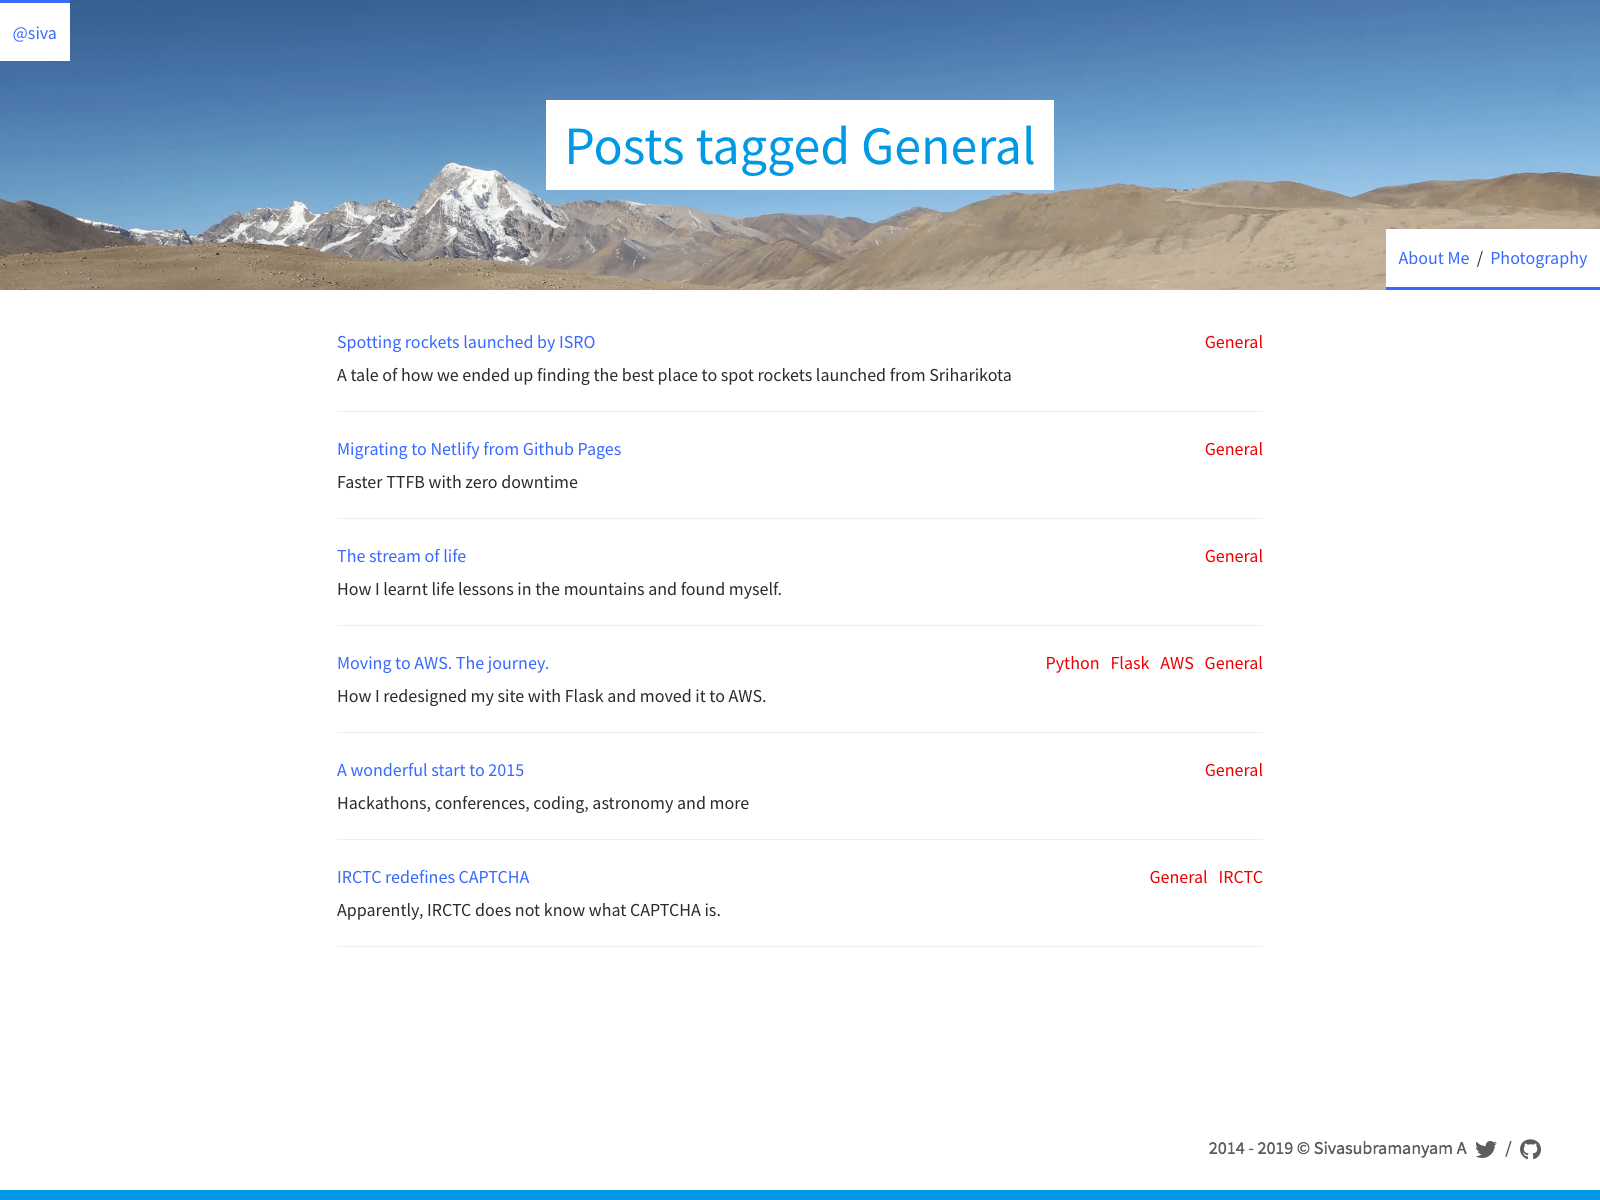 @siva
Posts tagged General
About Me / Photography
Spotting rockets launched by ISRO General
A tale of how we ended up finding the best place to spot rockets launched from Sriharikota
Migrating to Netlify from Github Pages General
Faster TTFB with zero downtime
The stream of life General
How I learnt life lessons in the mountains and found myself.
Moving to AWS. The journey. Python Flask AWS General
How I redesigned my site with Flask and moved it to AWS.
A wonderful start to 2015 General
Hackathons, conferences, coding, astronomy and more
IRCTC redefines CAPTCHA General IRCTC
Apparently, IRCTC does not know what CAPTCHA is.
2014 - 2019 © Sivasubramanyam A /